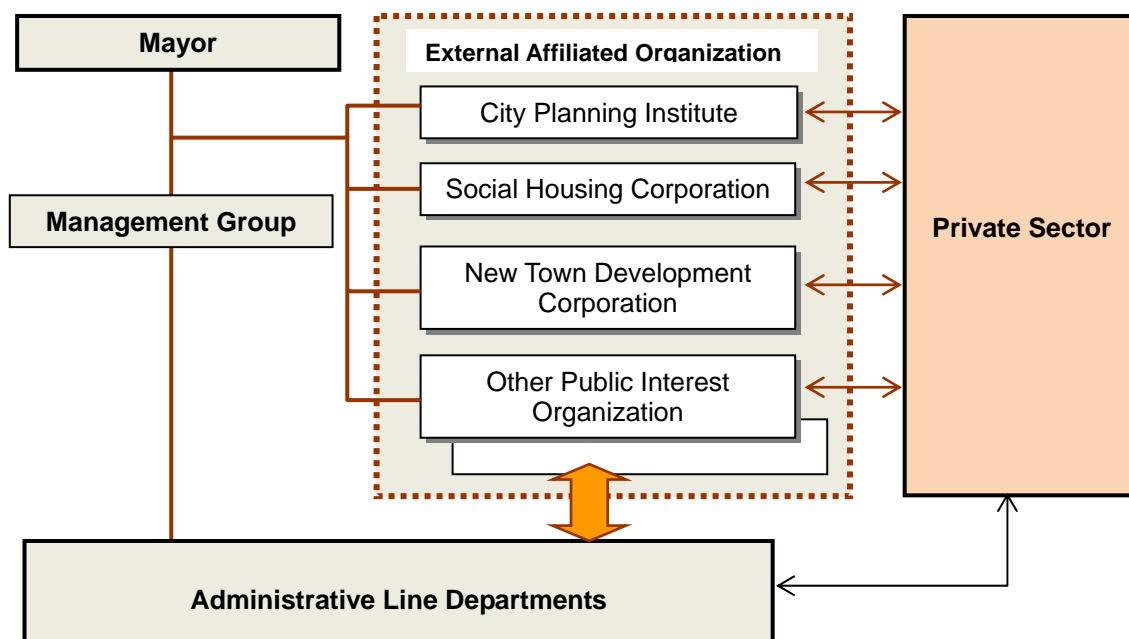 Mayor
External Affiliated Organization
City Planning Institute
Social Housing Corporation
Management Group
Private Sector
New Town Development
Corporation
Other Public Interest
Organization
Administrative Line Departments